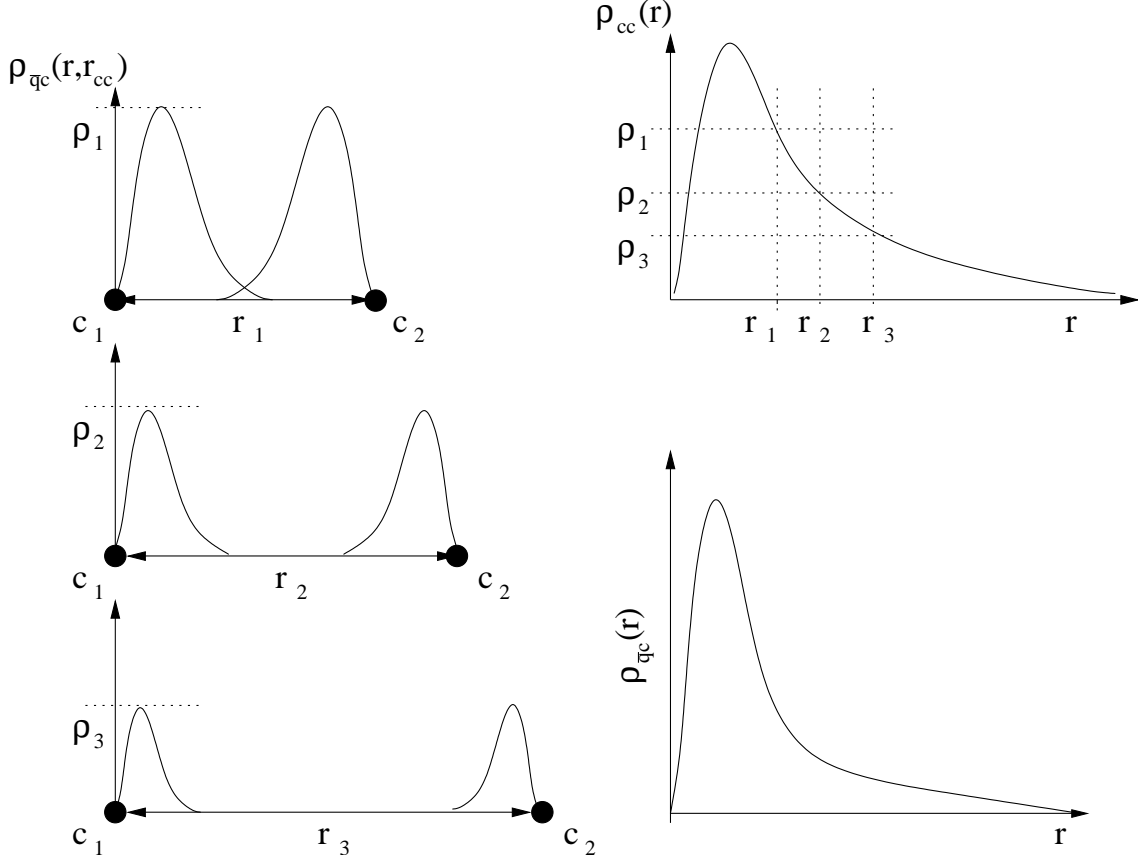 ρ_q̅c(r,r_cc)
ρ_1
c_1 r_1 c_2
ρ_2
c_1 r_2 c_2
ρ_3
c_1 r_3 c_2
ρ_cc(r)
ρ_1
ρ_2
ρ_3
r_1 r_2 r_3 r
ρ_q̅c(r)
r